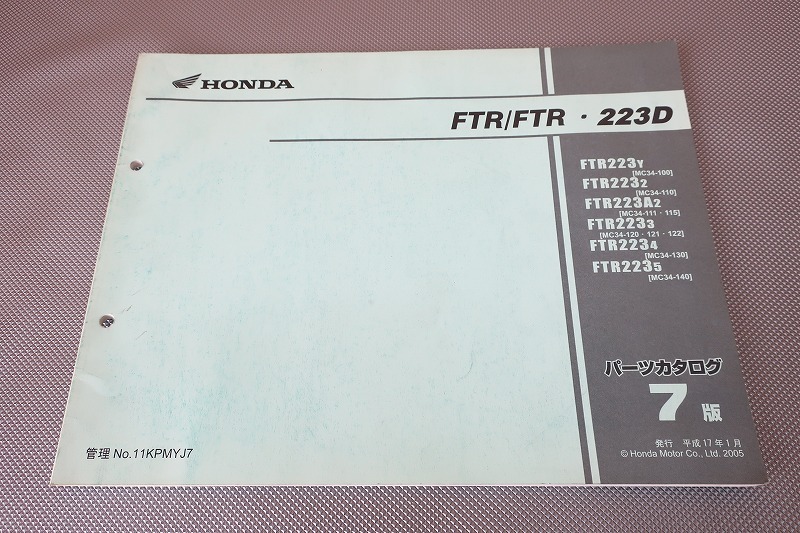 HONDA
FTR/FTR・223D
FTR223Y
[MC34-100]
FTR2232
[MC34-110]
FTR223A2
[MC34-111・115]
FTR2233
[MC34-120・121・122]
FTR2234
[MC34-130]
FTR2235
[MC34-140]
パーツカタログ
7版
発行 平成17年1月
© Honda Motor Co., Ltd. 2005
管理 No.11KPMYJ7